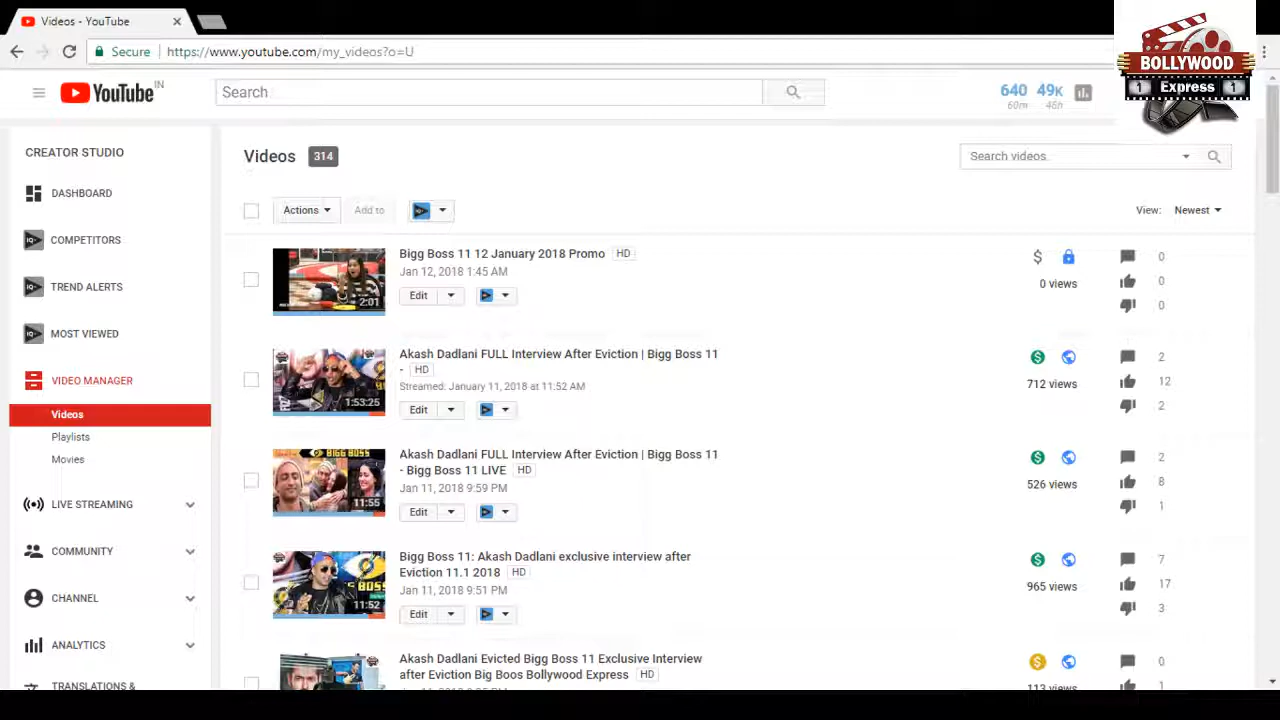 Videos - YouTube
Secure https://www.youtube.com/my_videos?o=U
BOLLYWOOD
1 Express 1
YouTube IN
Search
640 49K
60m 48h
CREATOR STUDIO
Videos 314
Search videos..
DASHBOARD
Actions Add to
View: Newest
COMPETITORS
TREND ALERTS
MOST VIEWED
VIDEO MANAGER
Videos
Playlists
Movies
LIVE STREAMING
COMMUNITY
CHANNEL
ANALYTICS
TRANSLATIONS &
Bigg Boss 11 12 January 2018 Promo HD
Jan 12, 2018 1:45 AM
2:01
Edit
0 views
0
0
0
Akash Dadlani FULL Interview After Eviction | Bigg Boss 11
- HD
Streamed: January 11, 2018 at 11:52 AM
1:53:25
Edit
712 views
2
12
2
Akash Dadlani FULL Interview After Eviction | Bigg Boss 11
- Bigg Boss 11 LIVE HD
Jan 11, 2018 9:59 PM
BIGG BOSS
11:55
Edit
526 views
2
8
1
Bigg Boss 11: Akash Dadlani exclusive interview after
Eviction 11.1 2018 HD
Jan 11, 2018 9:51 PM
11:52
Edit
965 views
7
17
3
Akash Dadlani Evicted Bigg Boss 11 Exclusive Interview
after Eviction Big Boos Bollywood Express HD
113 views
0
1